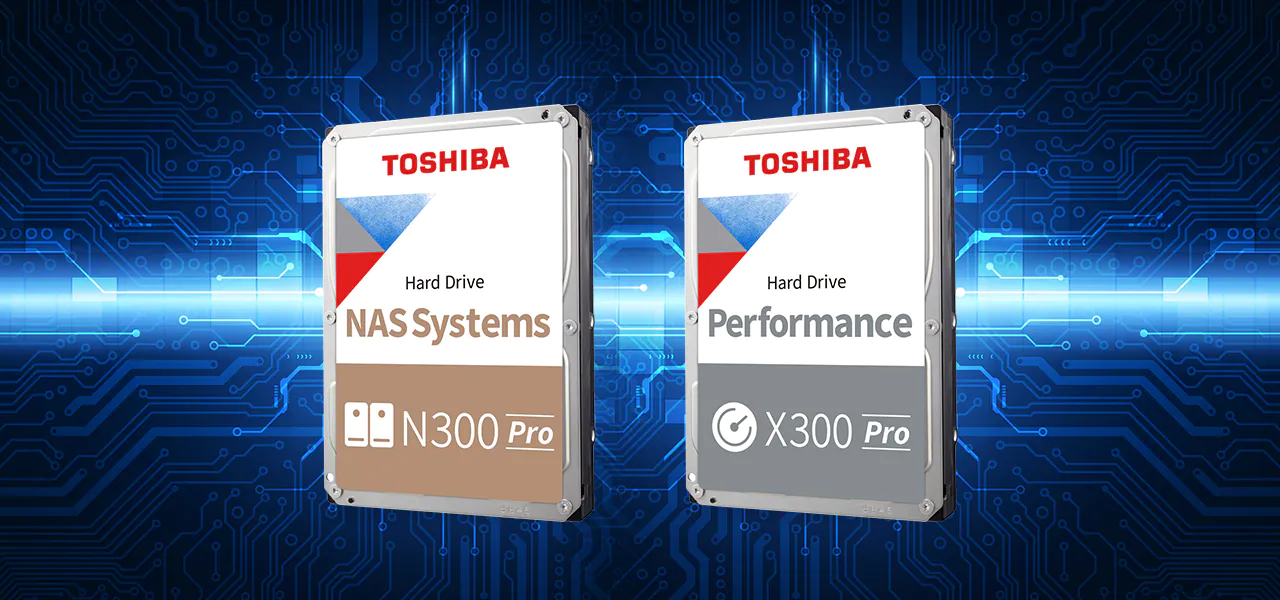 TOSHIBA
Hard Drive
NAS Systems
N300 Pro
TOSHIBA
Hard Drive
Performance
X300 Pro